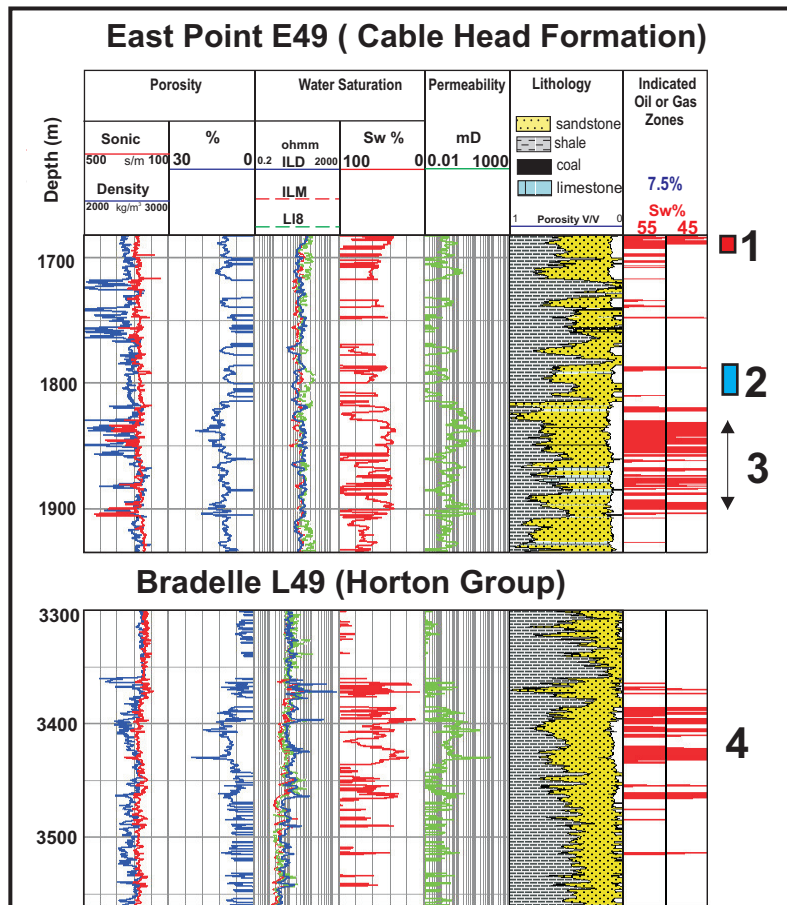 East Point E49 ( Cable Head Formation)
Depth (m)
Porosity
Water Saturation
Permeability
Lithology
Indicated
Oil or Gas
Zones
Sonic
500 s/m 100
Density
2000 kg/m³ 3000
%
30 0
ohmm
0.2 ILD 2000
ILM
LI8
Sw %
100 0
mD
0.01 1000
sandstone
shale
coal
limestone
1 Porosity V/V 0
7.5%
Sw%
55 45
1700
1800
1900
1
2
3
Bradelle L49 (Horton Group)
3300
3400
3500
4